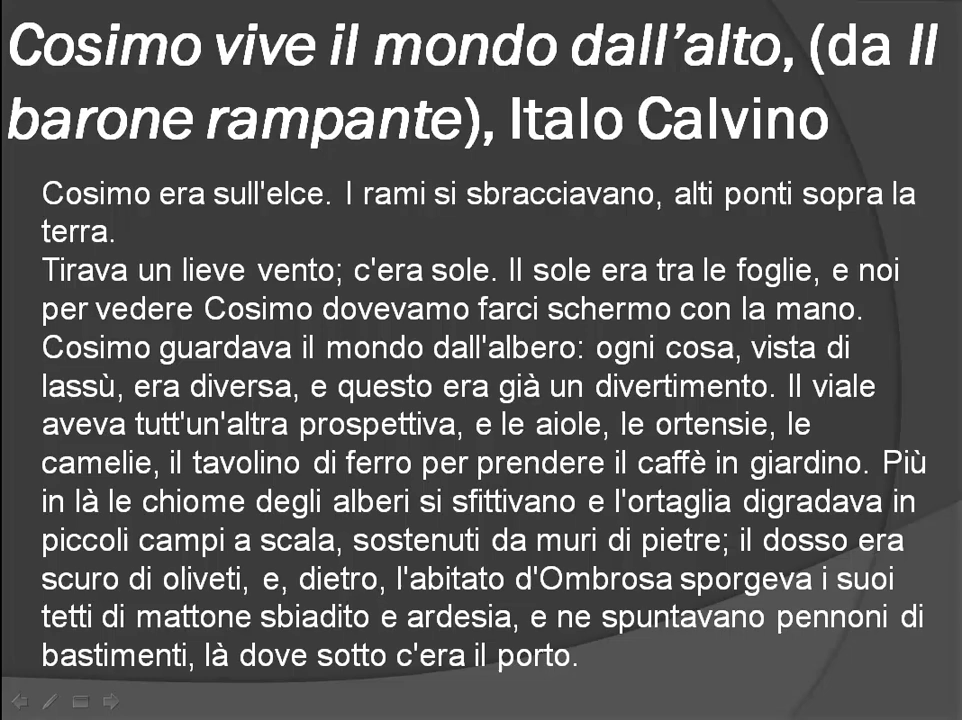 Cosimo vive il mondo dall’alto, (da Il
barone rampante), Italo Calvino
Cosimo era sull'elce. I rami si sbracciavano, alti ponti sopra la
terra.
Tirava un lieve vento; c'era sole. Il sole era tra le foglie, e noi
per vedere Cosimo dovevamo farci schermo con la mano.
Cosimo guardava il mondo dall'albero: ogni cosa, vista di
lassù, era diversa, e questo era già un divertimento. Il viale
aveva tutt'un'altra prospettiva, e le aiole, le ortensie, le
camelie, il tavolino di ferro per prendere il caffè in giardino. Più
in là le chiome degli alberi si sfittivano e l'ortaglia digradava in
piccoli campi a scala, sostenuti da muri di pietre; il dosso era
scuro di oliveti, e, dietro, l'abitato d'Ombrosa sporgeva i suoi
tetti di mattone sbiadito e ardesia, e ne spuntavano pennoni di
bastimenti, là dove sotto c'era il porto.